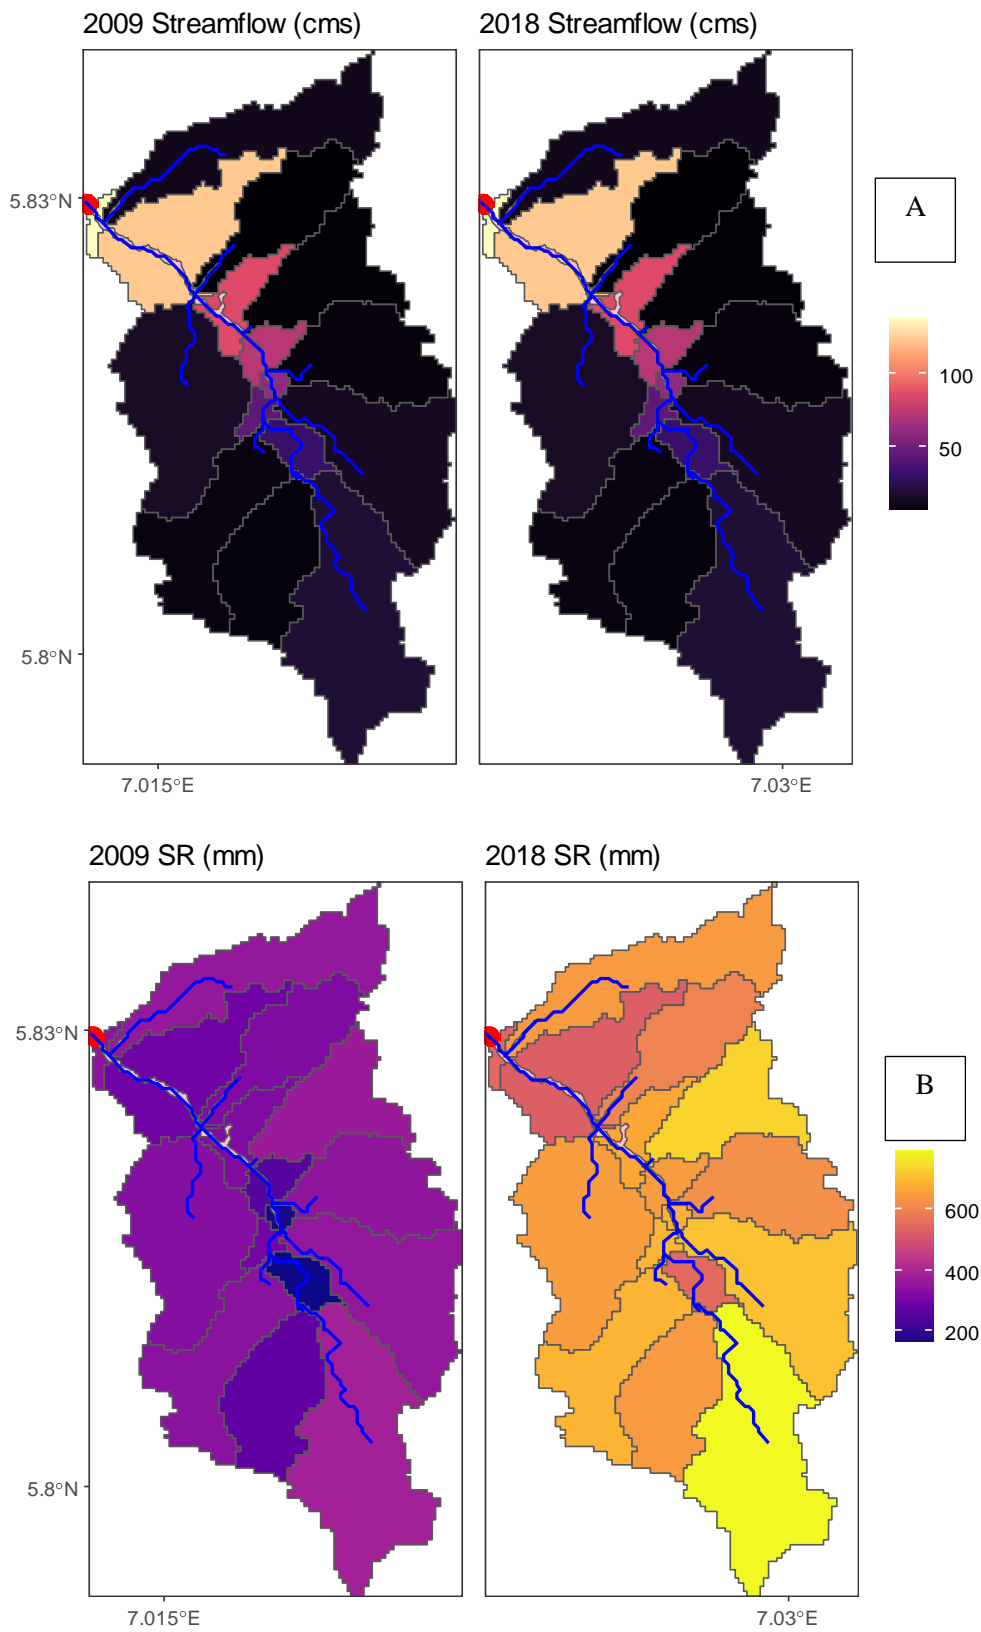 2009 Streamflow (cms)
2018 Streamflow (cms)
5.83°N
5.8°N
7.015°E
7.03°E
A
100
50
2009 SR (mm)
2018 SR (mm)
5.83°N
5.8°N
7.015°E
7.03°E
B
600
400
200